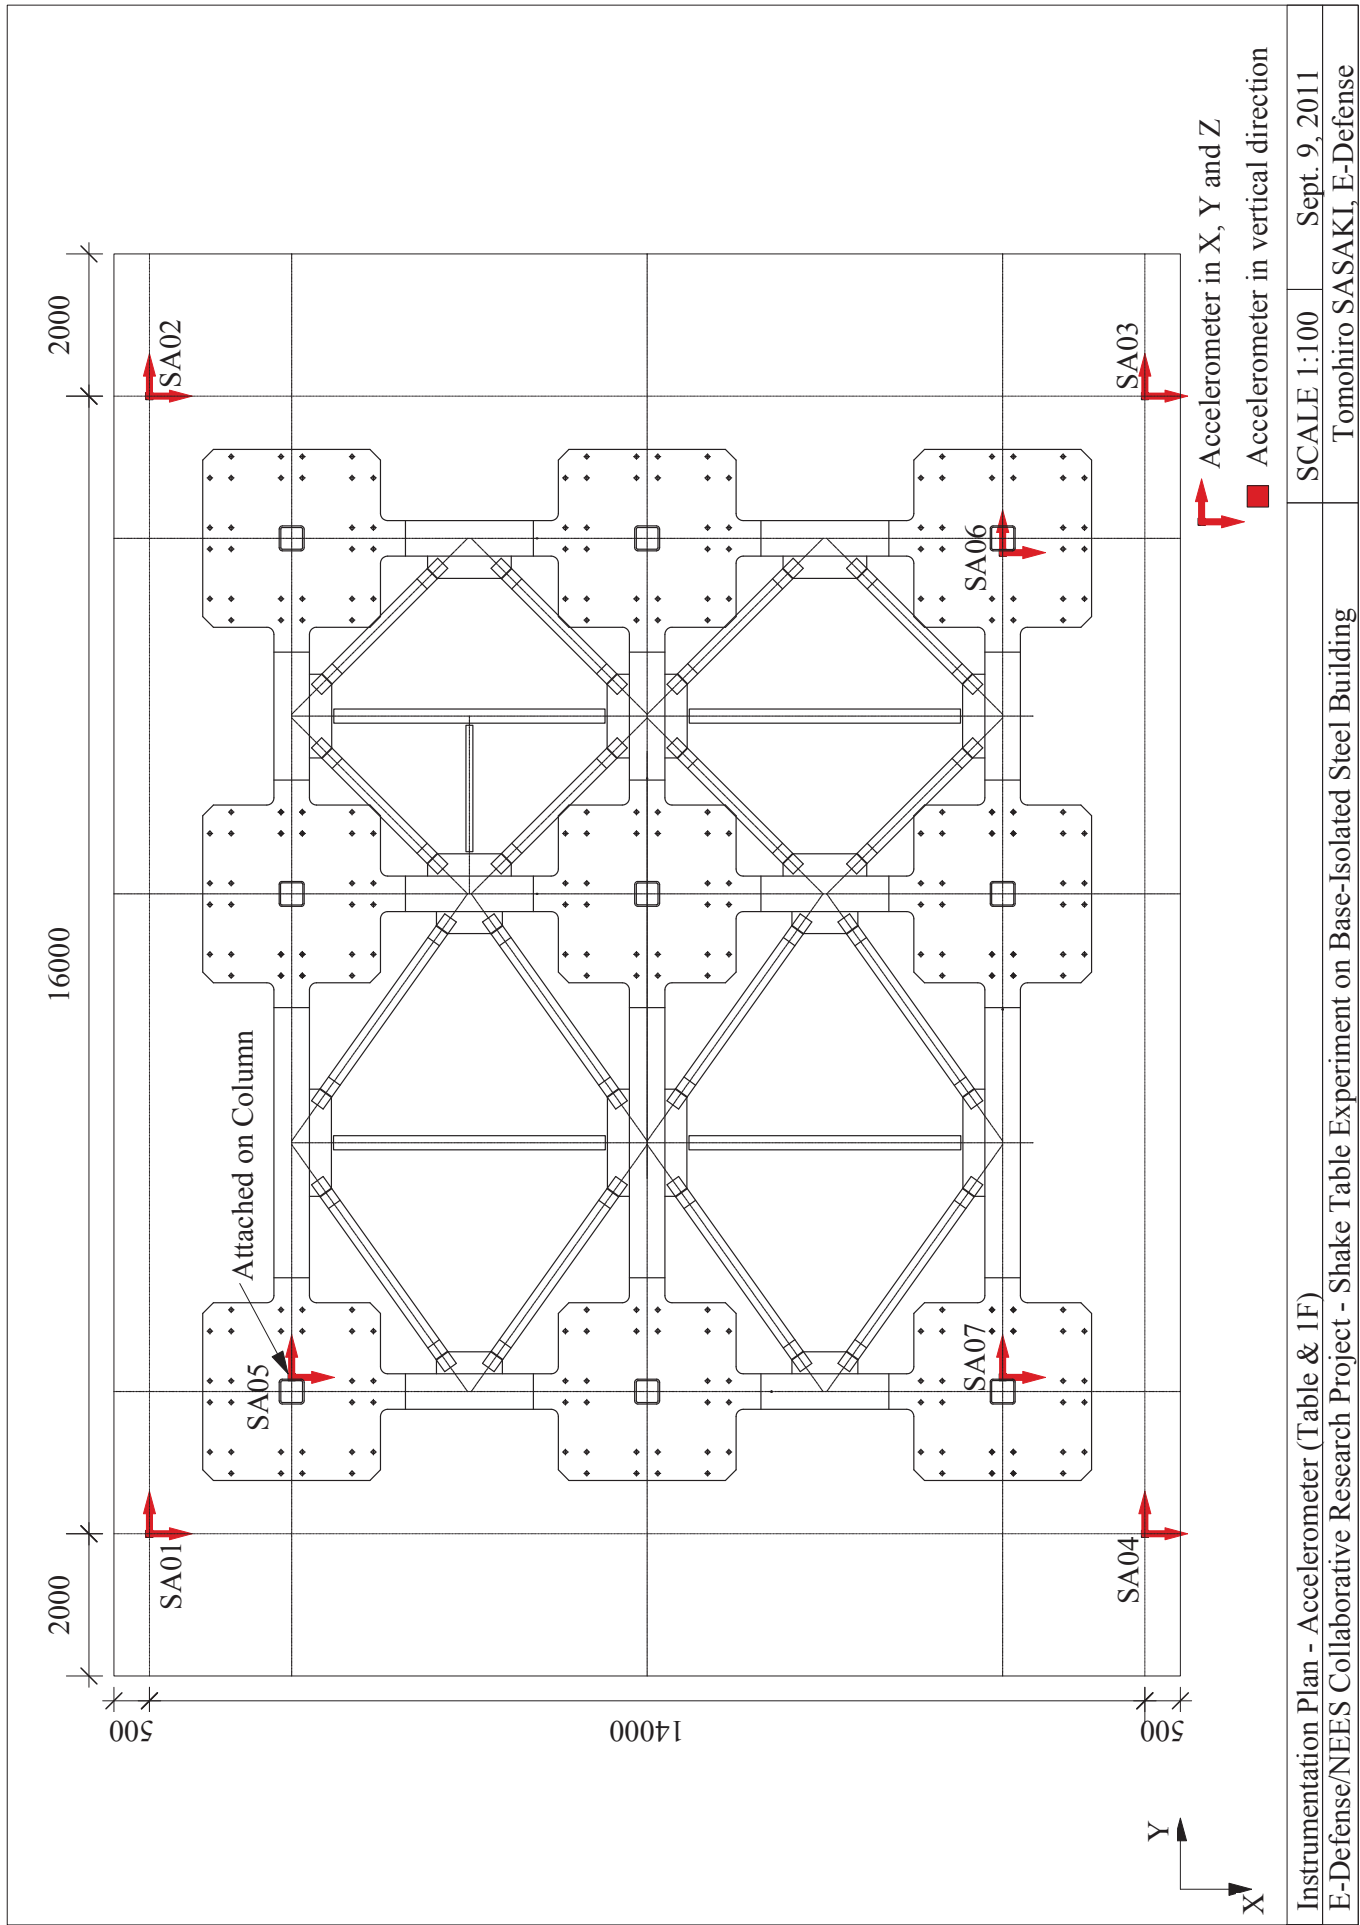 2000
16000
2000
500
14000
500
SA01
SA02
Attached on Column
SA05
SA07
SA06
SA04
SA03
Y
X
Accelerometer in X, Y and Z
Accelerometer in vertical direction
Instrumentation Plan - Accelerometer (Table & 1F)
SCALE 1:100
Sept. 9, 2011
E-Defense/NEES Collaborative Research Project - Shake Table Experiment on Base-Isolated Steel Building
Tomohiro SASAKI, E-Defense